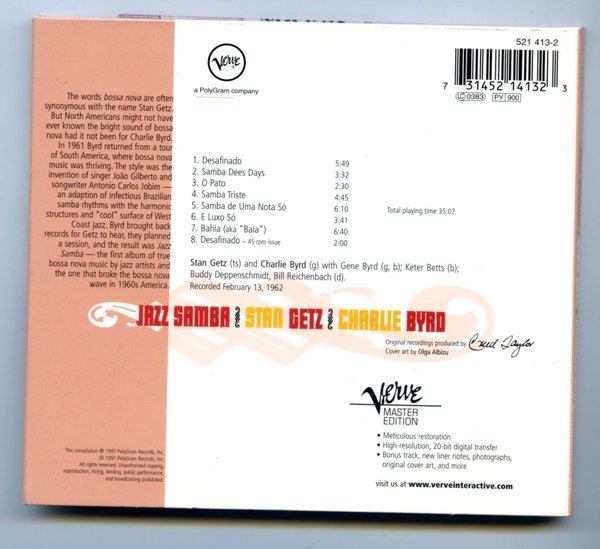 521 413-2
VERVE
a PolyGram company
7 31452 14132 3
LC 0383 PY 900
The words bossa nova are often
synonymous with the name Stan Getz.
But North Americans might not have
ever known the bright sound of bossa
nova had it not been for Charlie Byrd.
In 1961 Byrd returned from a tour
of South America, where bossa nova
music was thriving. The style was the
invention of singer João Gilberto and
songwriter Antonio Carlos Jobim —
an adaption of infectious Brazilian
samba rhythms with the harmonic
structures and "cool" surface of West
Coast jazz. Byrd brought back
records for Getz to hear, they planned
a session, and the result was Jazz
Samba — the first album of true
bossa nova music by jazz artists and
the one that broke the bossa nova
wave in 1960s America.
1. Desafinado 5:49
2. Samba Dees Days 3:32
3. O Pato 2:30
4. Samba Triste 4:45
5. Samba de Uma Nota Só 6:10
6. E Luxo Só 3:41
7. Bahia (aka "Baia") 6:40
8. Desafinado – 45 rpm issue 2:00
Total playing time 35:07
Stan Getz (ts) and Charlie Byrd (g) with Gene Byrd (g, b); Keter Betts (b);
Buddy Deppenschmidt, Bill Reichenbach (d).
Recorded February 13, 1962
JAZZ SAMBA STAN GETZ CHARLIE BYRD
Original recordings produced by Creed Taylor
Cover art by Olga Albizu
VERVE
MASTER
EDITION
• Meticulous restoration
• High-resolution, 20-bit digital transfer
• Bonus track, new liner notes, photographs,
original cover art, and more
visit us at www.verveinteractive.com
This compilation ℗ 1997 PolyGram Records, Inc.
© 1997 PolyGram Records, Inc.
All rights reserved. Unauthorized copying,
reproduction, hiring, lending, public performance,
and broadcasting prohibited.